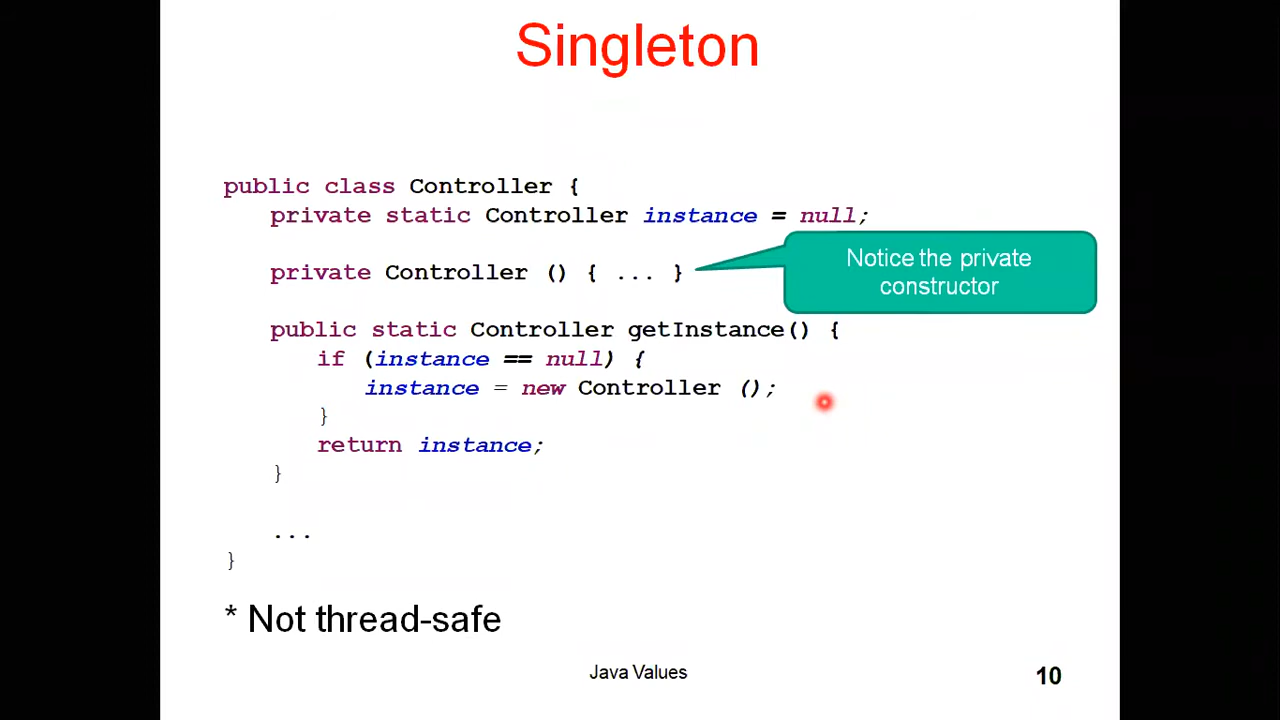 Singleton
public class Controller {
private static Controller instance = null;
private Controller () { ... }
Notice the private
constructor
public static Controller getInstance() {
if (instance == null) {
instance = new Controller ();
}
return instance;
}
...
}
* Not thread-safe
Java Values
10